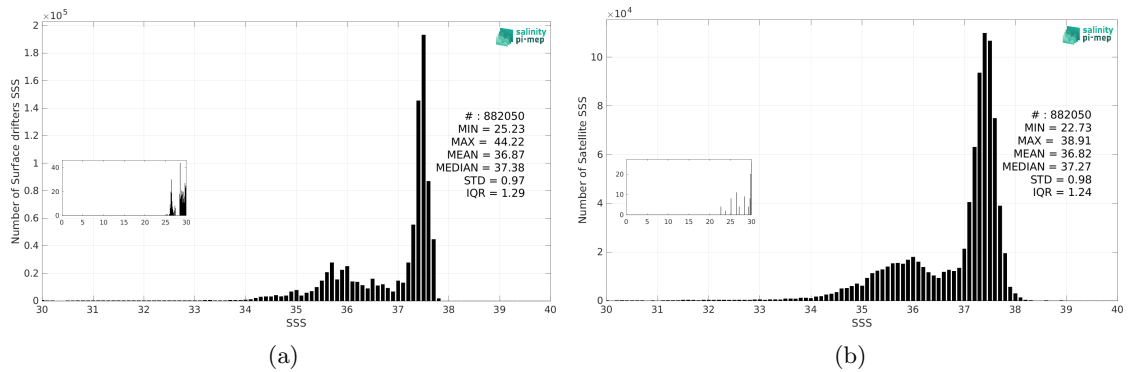 ×10⁵
2
1.8
1.6
1.4
1.2
1
0.8
0.6
0.4
0.2
0
Number of Surface drifters SSS
salinity
pi-mep
# : 882050
MIN = 25.23
MAX = 44.22
MEAN = 36.87
MEDIAN = 37.38
STD = 0.97
IQR = 1.29
40
20
0
0 5 10 15 20 25 30
30 31 32 33 34 35 36 37 38 39 40
SSS
(a)
×10⁴
10
8
6
4
2
0
Number of Satellite SSS
salinity
pi-mep
# : 882050
MIN = 22.73
MAX = 38.91
MEAN = 36.82
MEDIAN = 37.27
STD = 0.98
IQR = 1.24
20
10
0
0 5 10 15 20 25 30
30 31 32 33 34 35 36 37 38 39 40
SSS
(b)